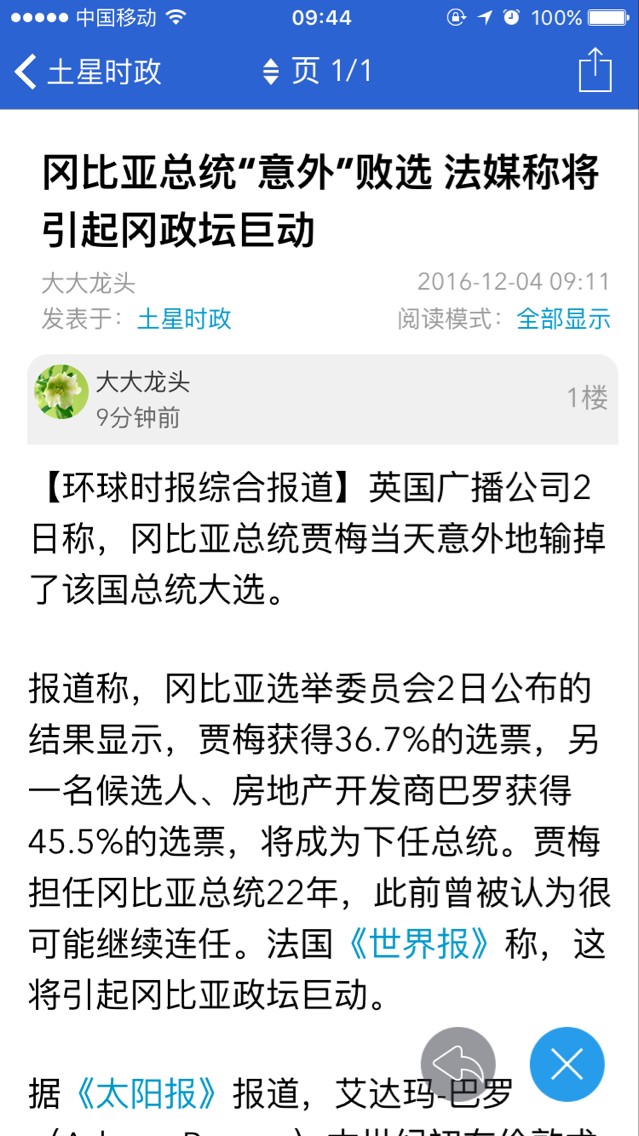 中国移动 09:44 100%
土星时政 页 1/1
冈比亚总统“意外”败选 法媒称将
引起冈政坛巨动
大大龙头 2016-12-04 09:11
发表于：土星时政 阅读模式：全部显示
大大龙头
9分钟前 1楼
【环球时报综合报道】英国广播公司2
日称，冈比亚总统贾梅当天意外地输掉
了该国总统大选。
报道称，冈比亚选举委员会2日公布的
结果显示，贾梅获得36.7%的选票，另
一名候选人、房地产开发商巴罗获得
45.5%的选票，将成为下任总统。贾梅
担任冈比亚总统22年，此前曾被认为很
可能继续连任。法国《世界报》称，这
将引起冈比亚政坛巨动。
据《太阳报》报道，艾达玛-巴罗